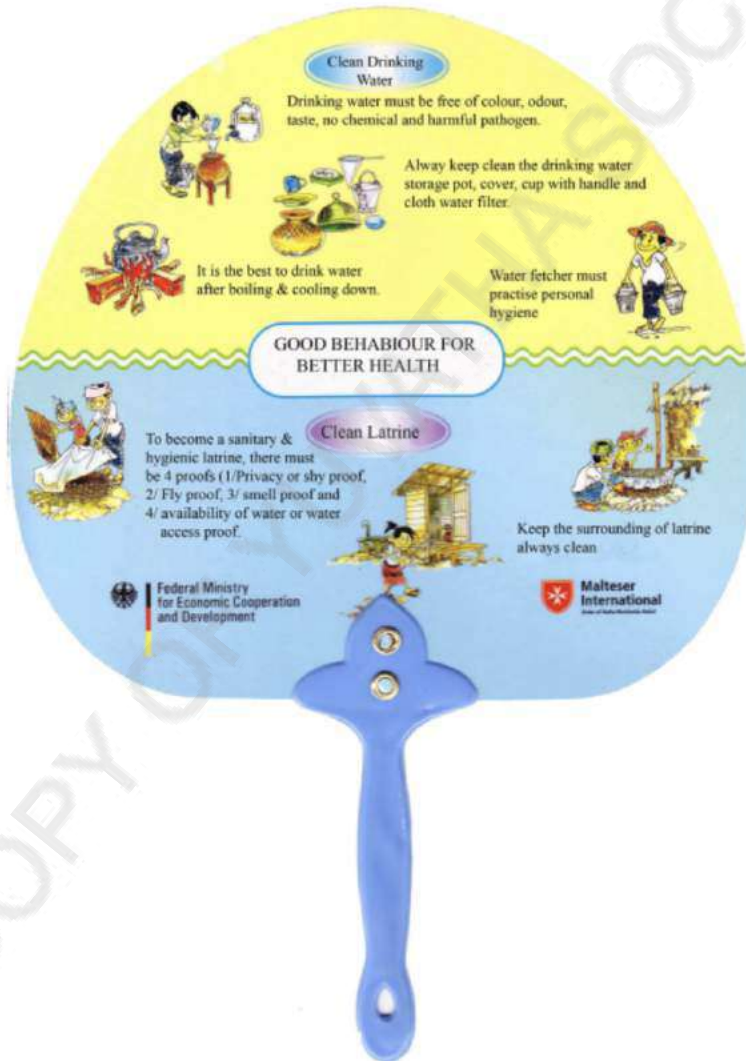 Clean Drinking
Water
Drinking water must be free of colour, odour,
taste, no chemical and harmful pathogen.
Alway keep clean the drinking water
storage pot, cover, cup with handle and
cloth water filter.
It is the best to drink water
after boiling & cooling down.
Water fetcher must
practise personal
hygiene
GOOD BEHABIOUR FOR
BETTER HEALTH
Clean Latrine
To become a sanitary &
hygienic latrine, there must
be 4 proofs (1/Privacy or shy proof,
2/ Fly proof, 3/ smell proof and
4/ availability of water or water
access proof.
Keep the surrounding of latrine
always clean
Federal Ministry
for Economic Cooperation
and Development
Malteser
International
COPY OF